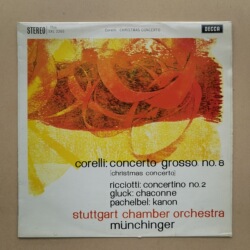 STEREO
DECCA
corelli: concerto grosso no. 8
(christmas concerto)
ricciotti: concertino no. 2
gluck: chaconne
pachelbel: kanon
stuttgart chamber orchestra
münchinger